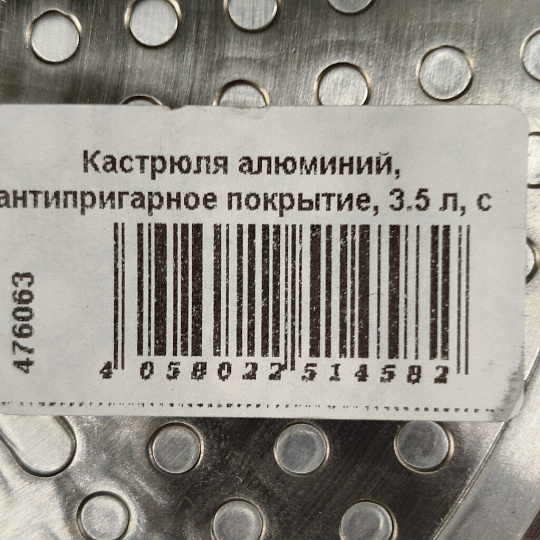 Кастрюля алюминий,
антипригарное покрытие, 3.5 л, с
476063
4 058022 514582